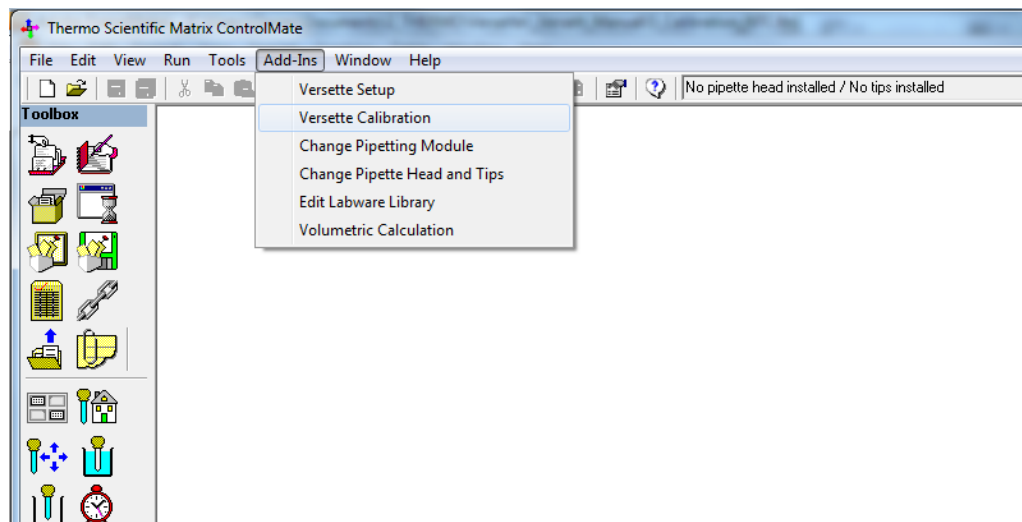 Thermo Scientific Matrix ControlMate
File Edit View Run Tools Add-Ins Window Help
No pipette head installed / No tips installed
Toolbox
Versette Setup
Versette Calibration
Change Pipetting Module
Change Pipette Head and Tips
Edit Labware Library
Volumetric Calculation